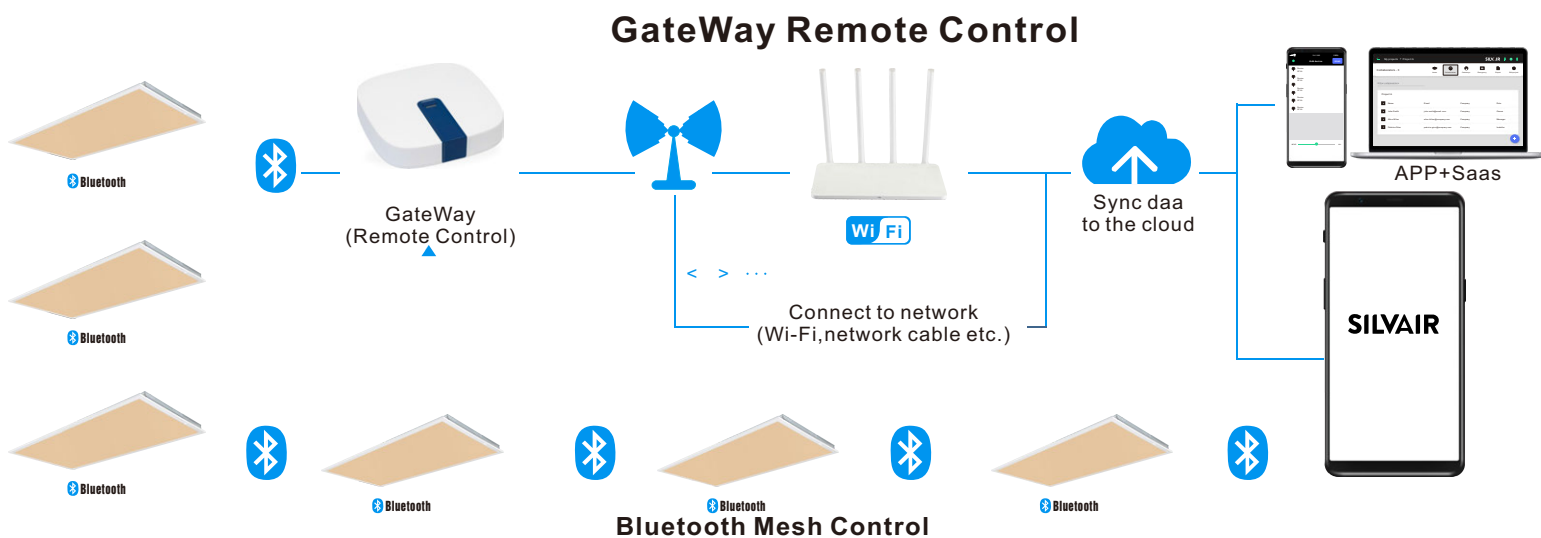 GateWay Remote Control
Bluetooth
GateWay
(Remote Control)
Wi Fi
< > ···
Connect to network
(Wi-Fi,network cable etc.)
Sync daa
to the cloud
APP+Saas
SILVAIR
Bluetooth
Bluetooth
Bluetooth
Bluetooth
Bluetooth
Bluetooth Mesh Control